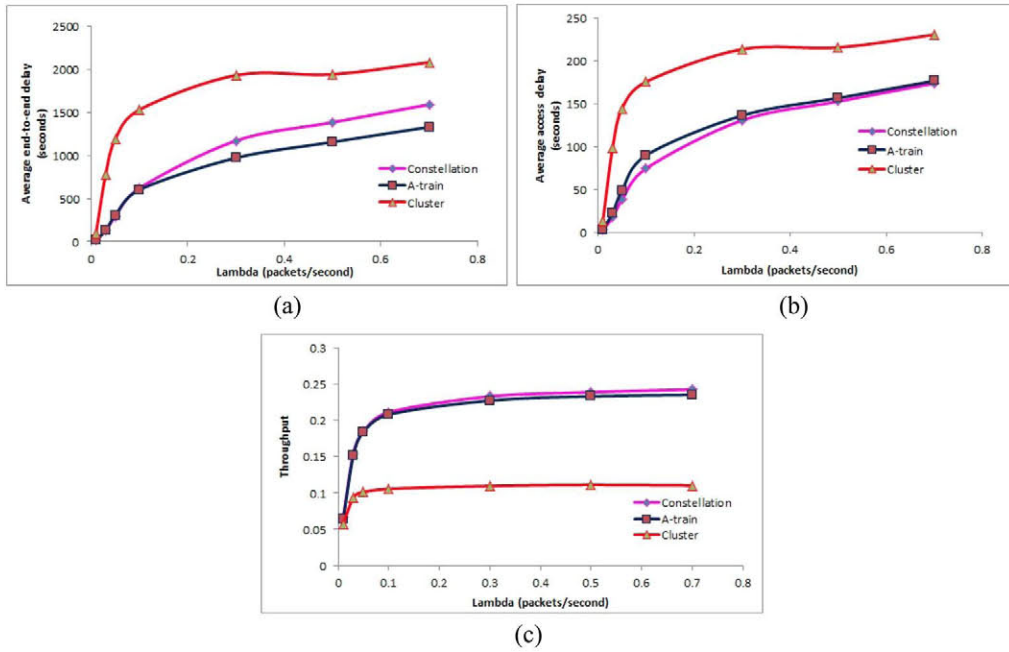 Average end-to-end delay
(seconds)
2500
2000
1500
1000
500
0
0
0.2
0.4
0.6
0.8
Lambda (packets/second)
Constellation
A-train
Cluster
(a)
Average access delay
(seconds)
250
200
150
100
50
0
0
0.2
0.4
0.6
0.8
Lambda (packets/second)
Constellation
A-train
Cluster
(b)
Throughput
0.3
0.25
0.2
0.15
0.1
0.05
0
0
0.1
0.2
0.3
0.4
0.5
0.6
0.7
0.8
Lambda (packets/second)
Constellation
A-train
Cluster
(c)